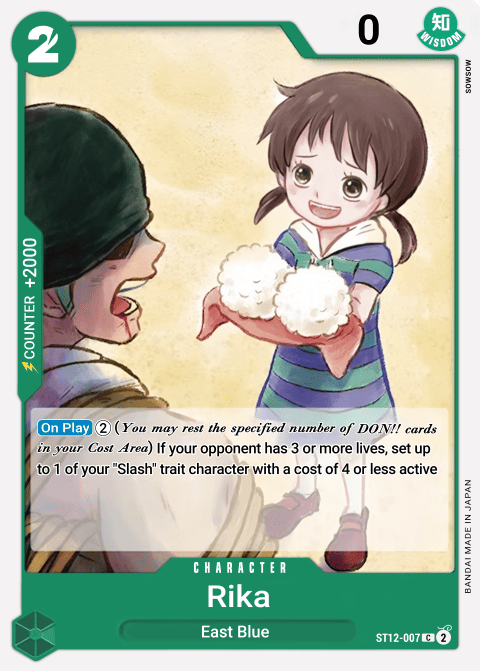 2
0
知
WISDOM
SOWSOW
COUNTER +2000
On Play ② (You may rest the specified number of DON!! cards
in your Cost Area) If your opponent has 3 or more lives, set up
to 1 of your "Slash" trait character with a cost of 4 or less active
BANDAI MADE IN JAPAN
CHARACTER
Rika
East Blue
ST12-007 C 2